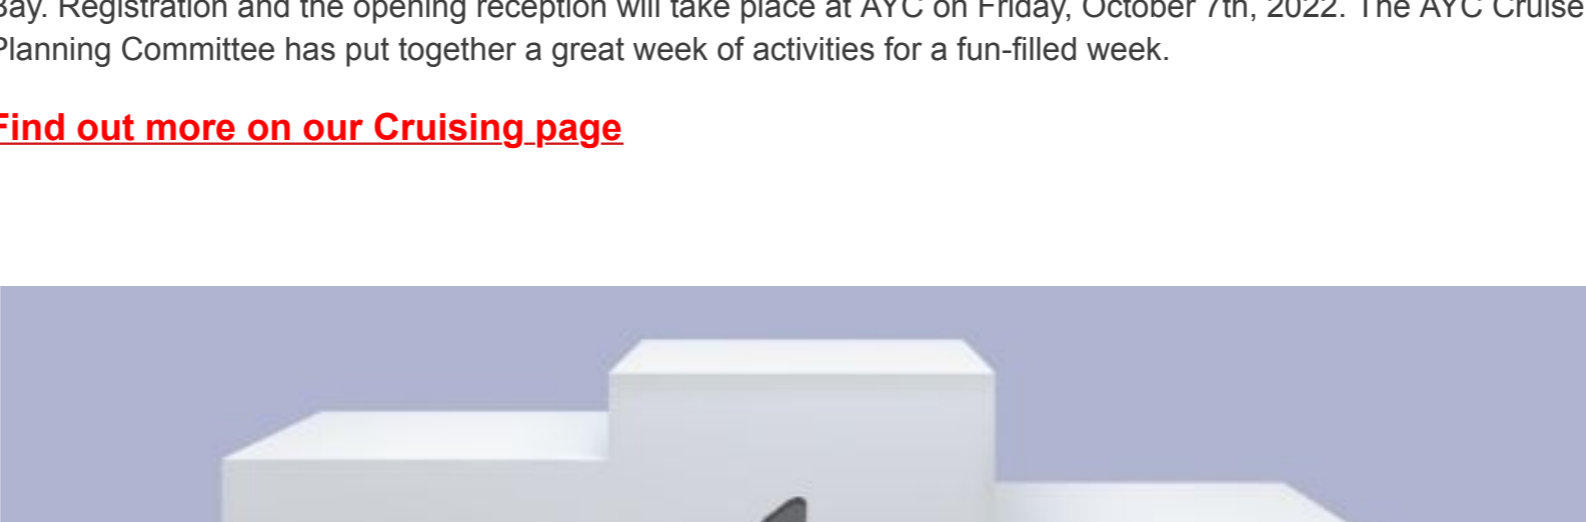 Bay. Registration and the opening reception will take place at AYC on Friday, October 7th, 2022. The AYC Cruise
Planning Committee has put together a great week of activities for a fun-filled week.
Find out more on our Cruising page